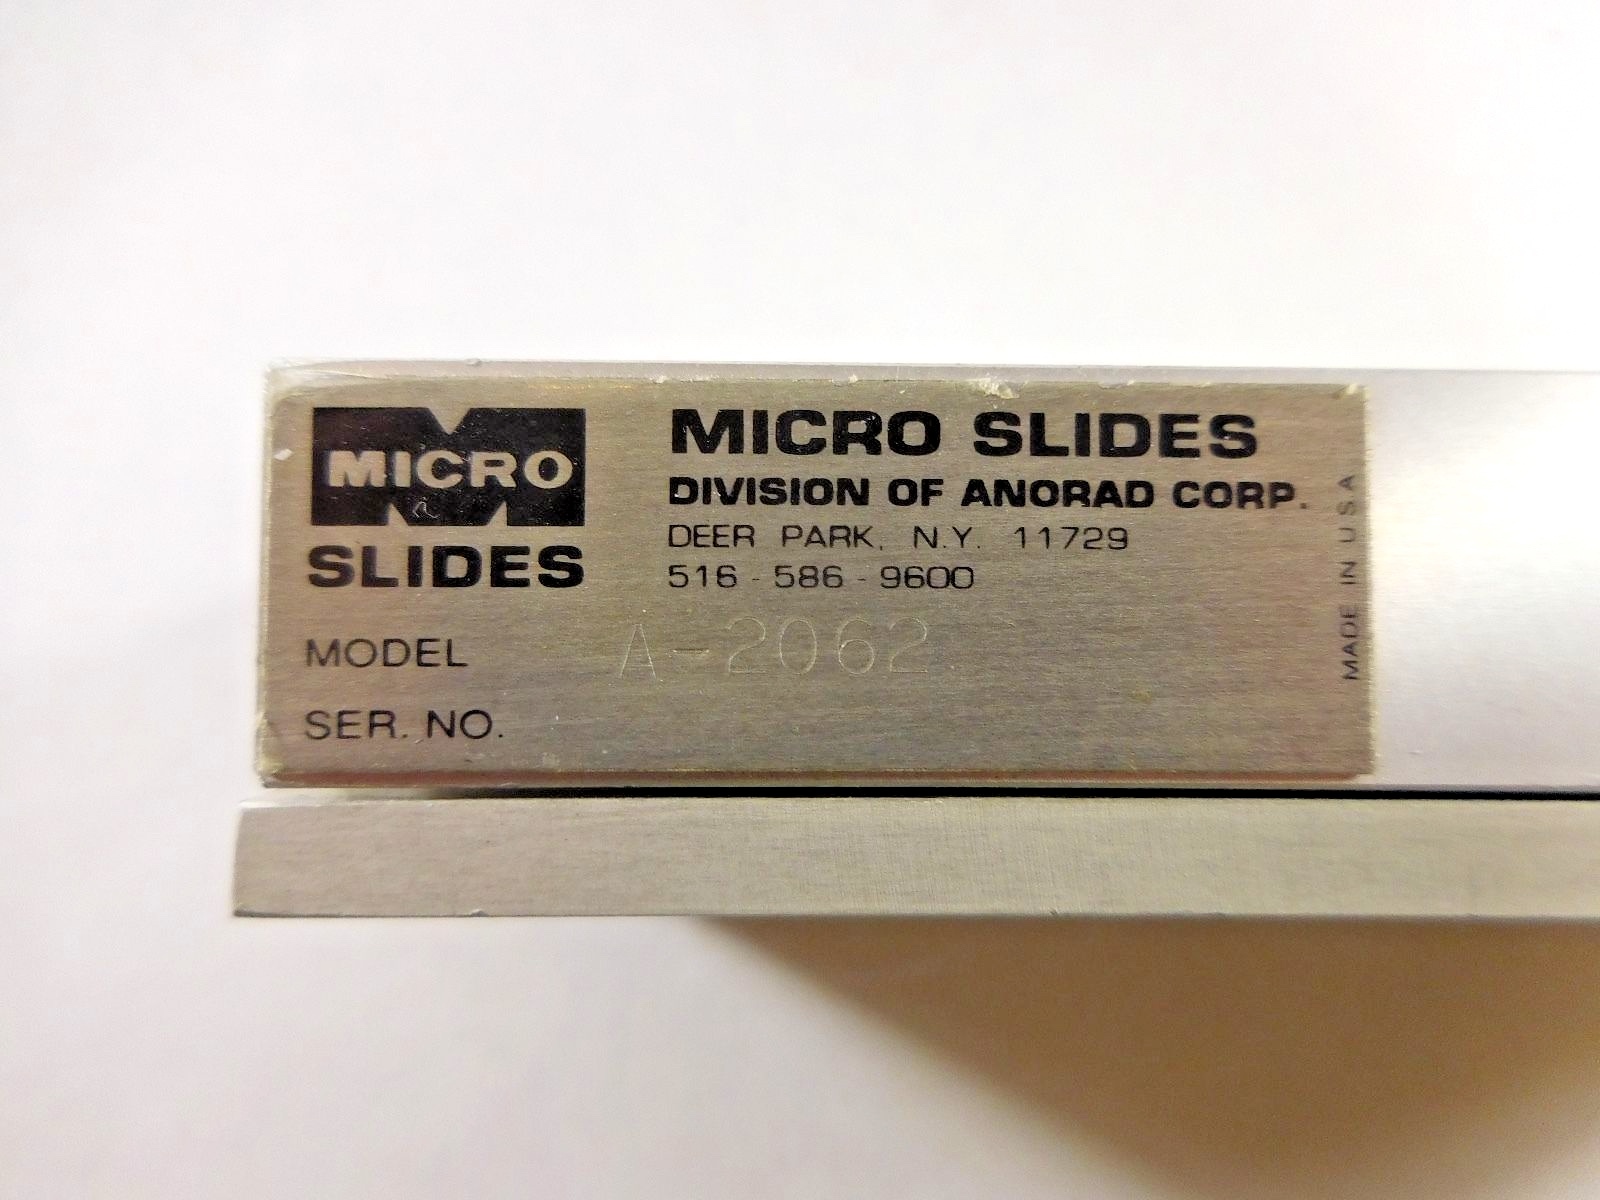 MICRO
SLIDES
MICRO SLIDES
DIVISION OF ANORAD CORP.
DEER PARK, N.Y. 11729
516-586-9600
MODEL A-2062
SER. NO.
MADE IN USA